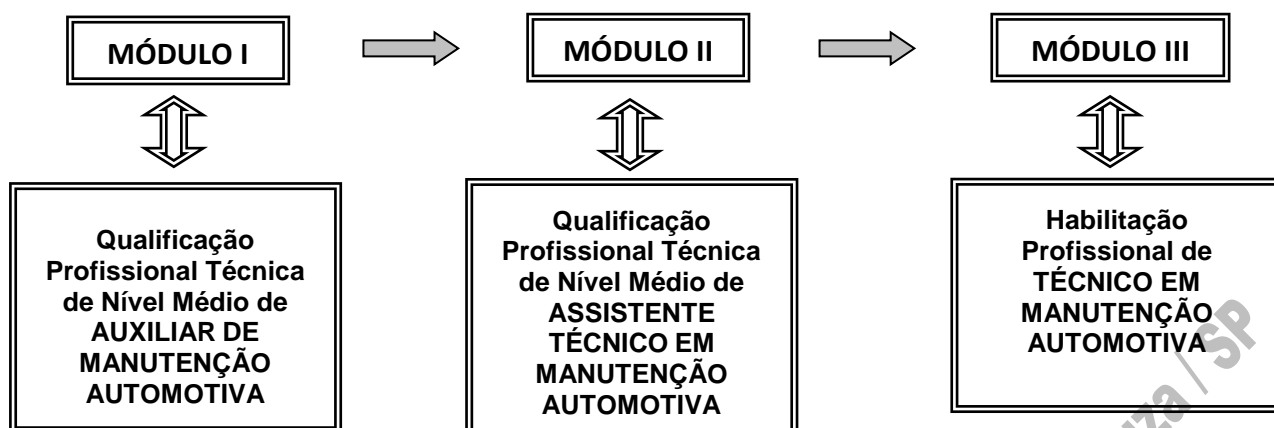 MÓDULO I
MÓDULO II
MÓDULO III
Qualificação
Profissional Técnica
de Nível Médio de
AUXILIAR DE
MANUTENÇÃO
AUTOMOTIVA
Qualificação
Profissional Técnica
de Nível Médio de
ASSISTENTE
TÉCNICO EM
MANUTENÇÃO
AUTOMOTIVA
Habilitação
Profissional de
TÉCNICO EM
MANUTENÇÃO
AUTOMOTIVA
/ SP